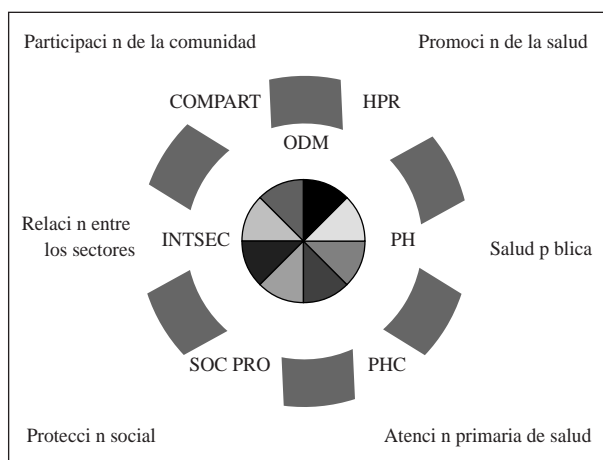 Participaci n de la comunidad
Promoci n de la salud
COMPART
HPR
ODM
Relaci n entre
los sectores
INTSEC
PH
Salud p blica
SOC PRO
PHC
Protecci n social
Atenci n primaria de salud